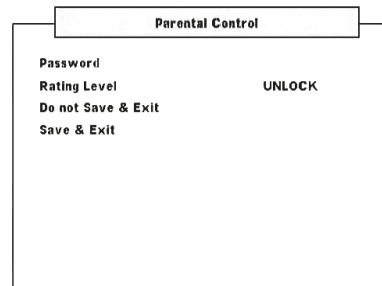 Parental Control
Password
Rating Level UNLOCK
Do not Save & Exit
Save & Exit